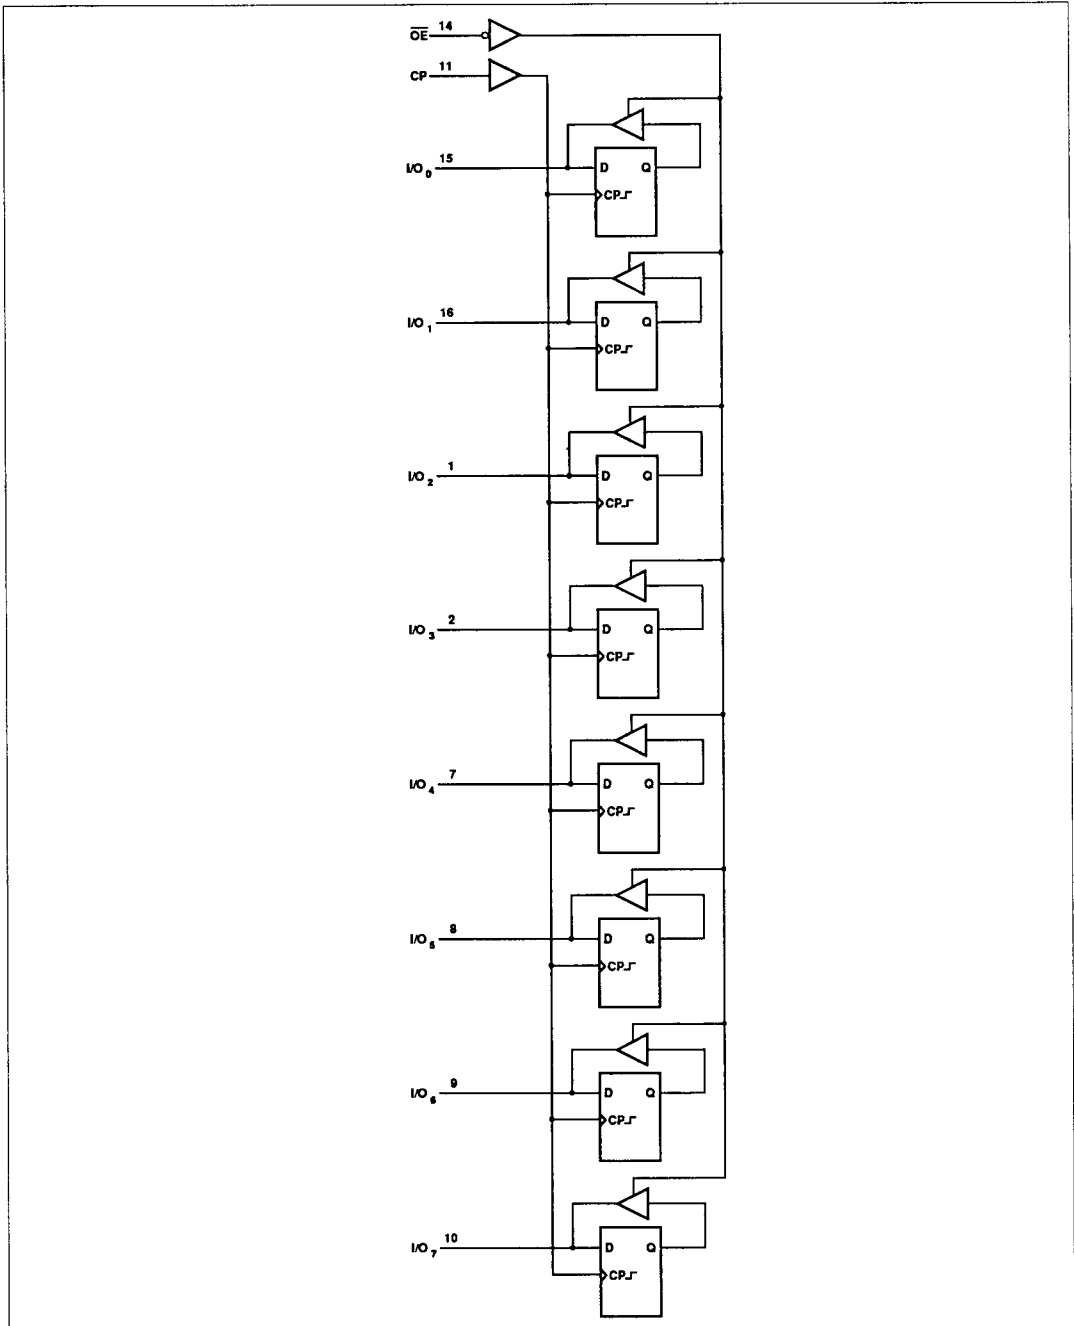 O̅E̅ 14
CP 11
I/O₀ 15
D Q
CP
I/O₁ 16
D Q
CP
I/O₂ 1
D Q
CP
I/O₃ 2
D Q
CP
I/O₄ 7
D Q
CP
I/O₅ 8
D Q
CP
I/O₆ 9
D Q
CP
I/O₇ 10
D Q
CP